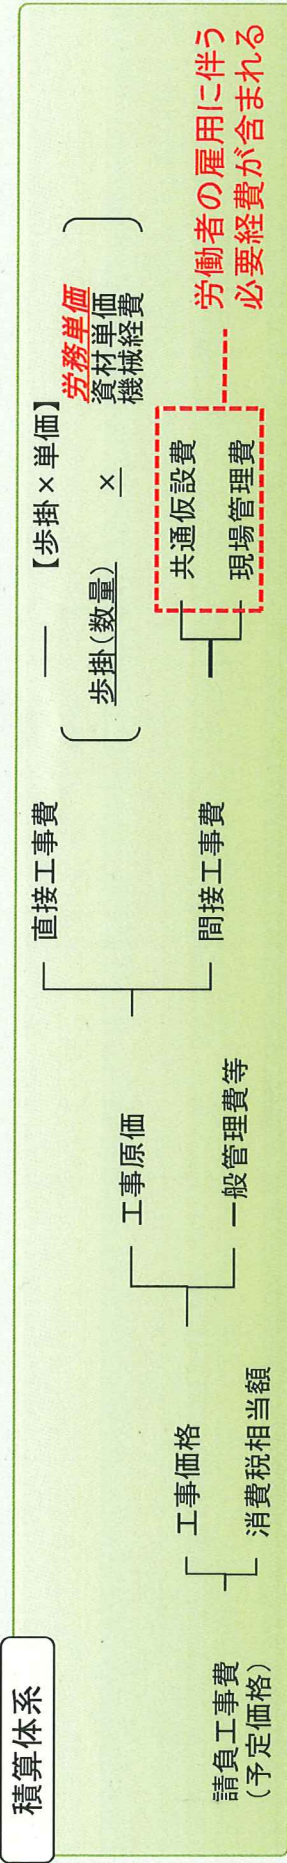 積算体系
請負工事費
（予定価格）
工事価格
消費税相当額
工事原価
一般管理費等
直接工事費
間接工事費
【歩掛×単価】
歩掛（数量）
×
労務単価
資材単価
機械経費
共通仮設費
現場管理費
労働者の雇用に伴う
必要経費が含まれる